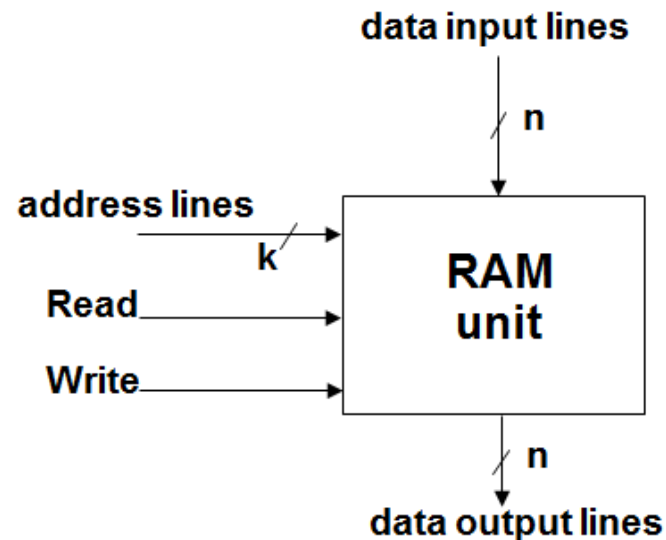 data input lines
n
address lines
k
RAM
unit
Read
Write
n
data output lines